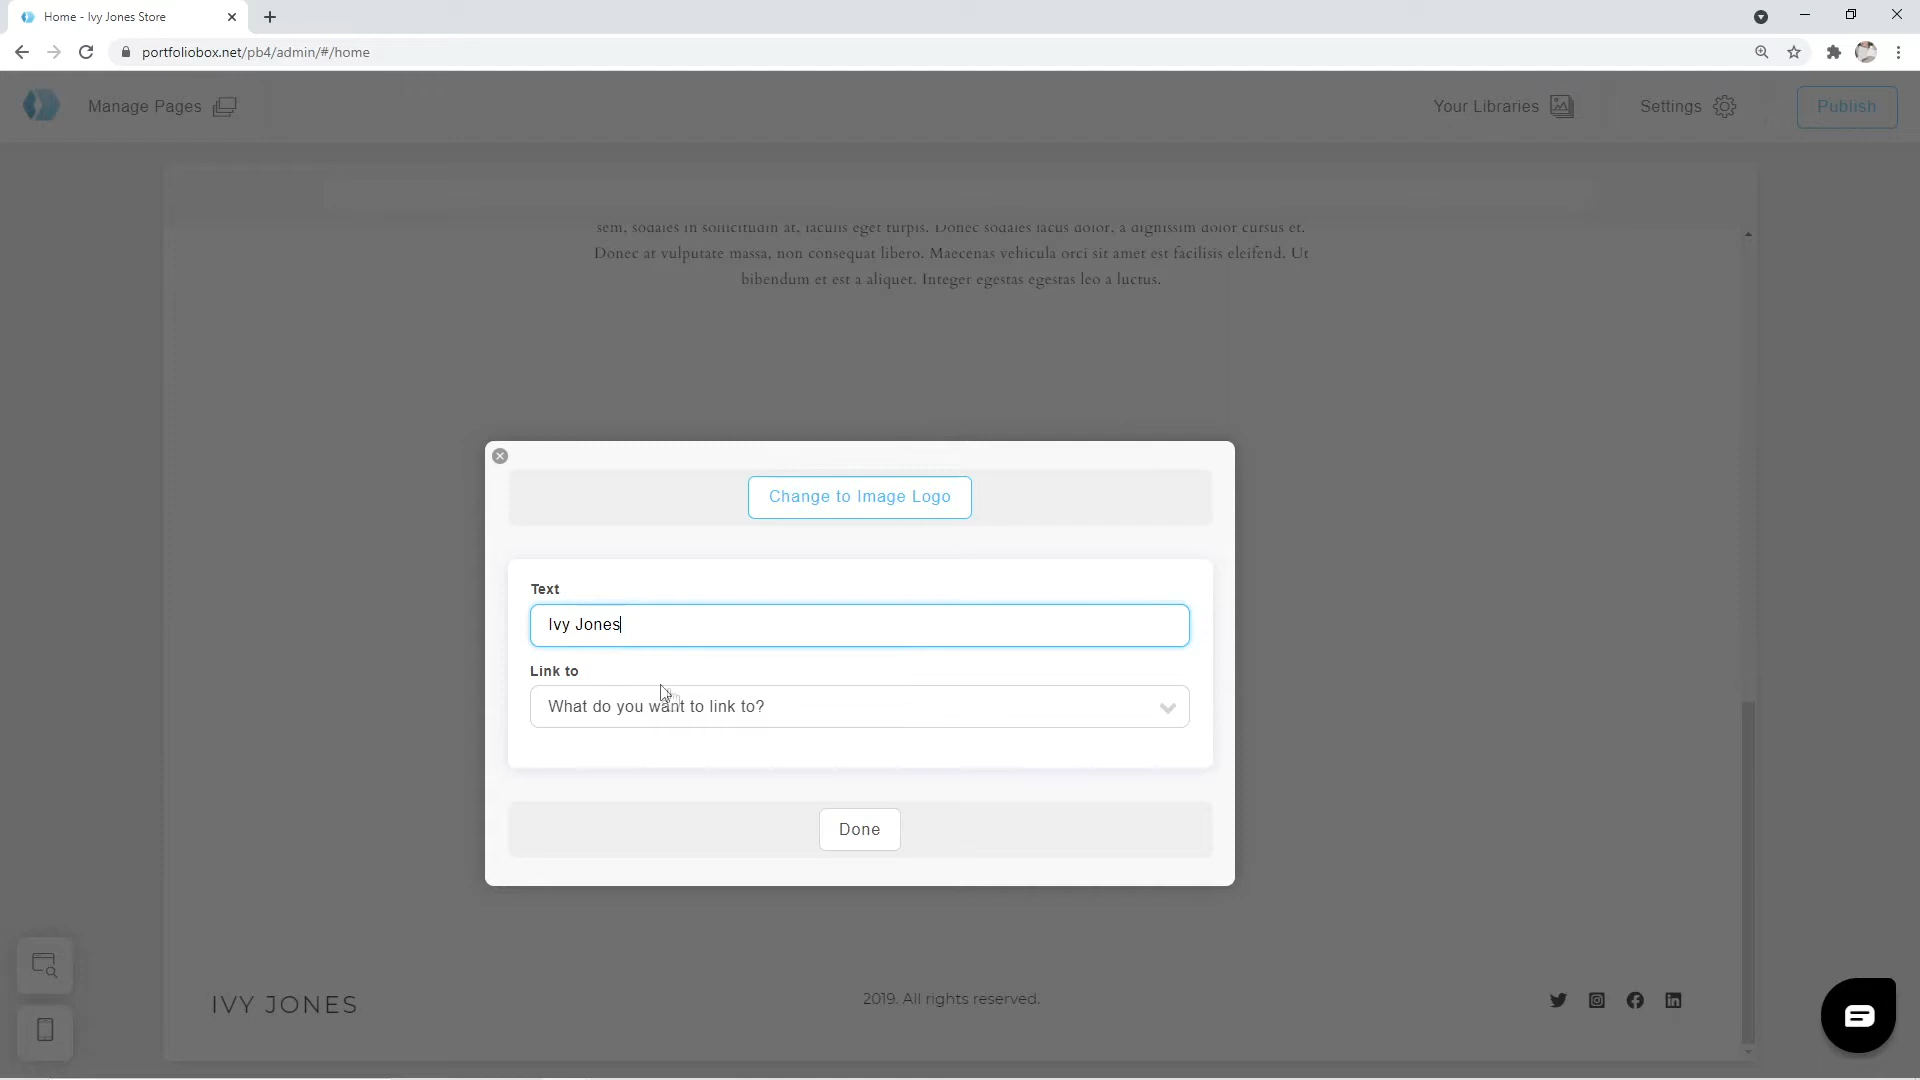 Home - Ivy Jones Store
portfoliobox.net/pb4/admin/#/home
Manage Pages
Your Libraries
Settings
Publish
sem, sodales in sollicitudin at, iaculis eget turpis. Donec sodales lacus dolor, a dignissim dolor cursus et.
Donec at vulputate massa, non consequat libero. Maecenas vehicula orci sit amet est facilisis eleifend. Ut
bibendum et est a aliquet. Integer egestas egestas leo a luctus.
Change to Image Logo
Text
Ivy Jones
Link to
What do you want to link to?
Done
IVY JONES
2019. All rights reserved.